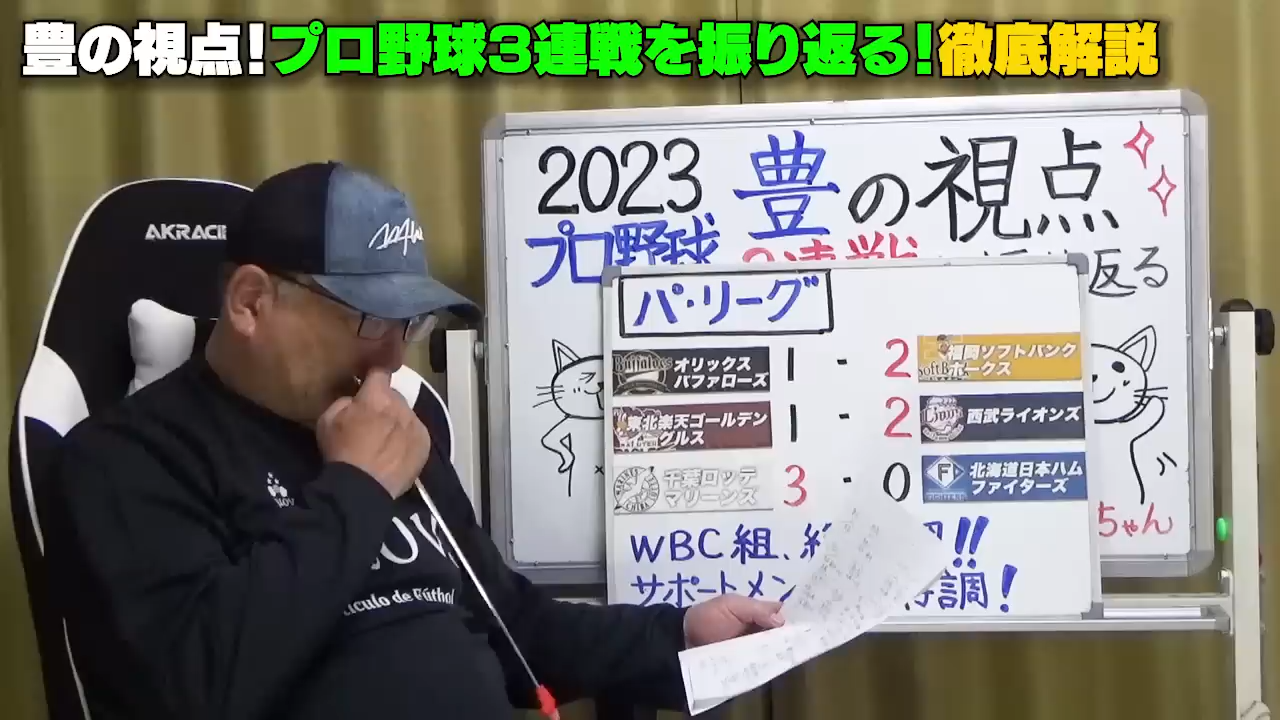 豊の視点!プロ野球3連戦を振り返る!徹底解説
2023 豊の視点
プロ野球
返る
AKRACI
パ・リーグ
Buffaloes オリックス バファローズ 1 - 2 福岡ソフトバンク ホークス
東北楽天ゴールデン グルス 1 - 2 Lions 西武ライオンズ
千葉ロッテ マリーンズ 3 - 0 F 北海道日本ハム ファイターズ
ちゃん
WBC組、!!
サポートメン 調!
culo de Fútbol